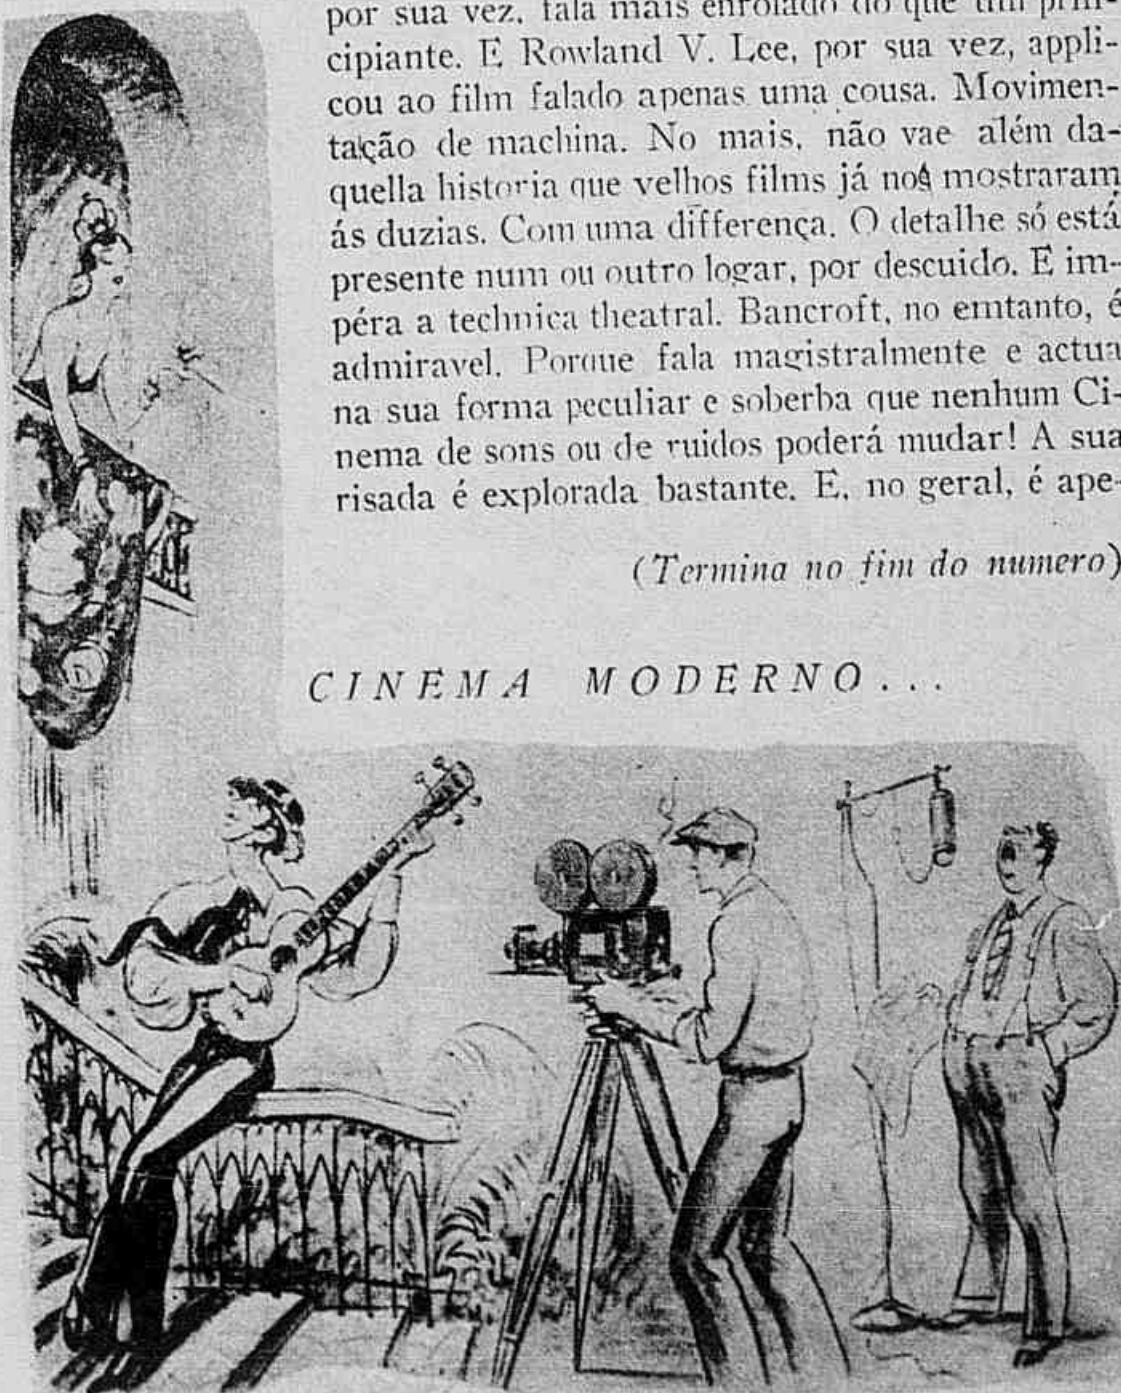 por sua vez, fala mais enrolado do que um prin-
cipiante. E Rowland V. Lee, por sua vez, appli-
cou ao film falado apenas uma cousa. Movimen-
tação de machina. No mais, não vae além da-
quella historia que velhos films já nos mostraram
ás duzias. Com uma differença. O detalhe só está
presente num ou outro logar, por descuido. E im-
péra a technica theatral. Bancroft, no emtanto, é
admiravel. Porque fala magistralmente e actua
na sua forma peculiar e soberba que nenhum Ci-
nema de sons ou de ruidos poderá mudar! A sua
risada é explorada bastante. E, no geral, é ape-
(Termina no fim do numero)
CINEMA MODERNO...